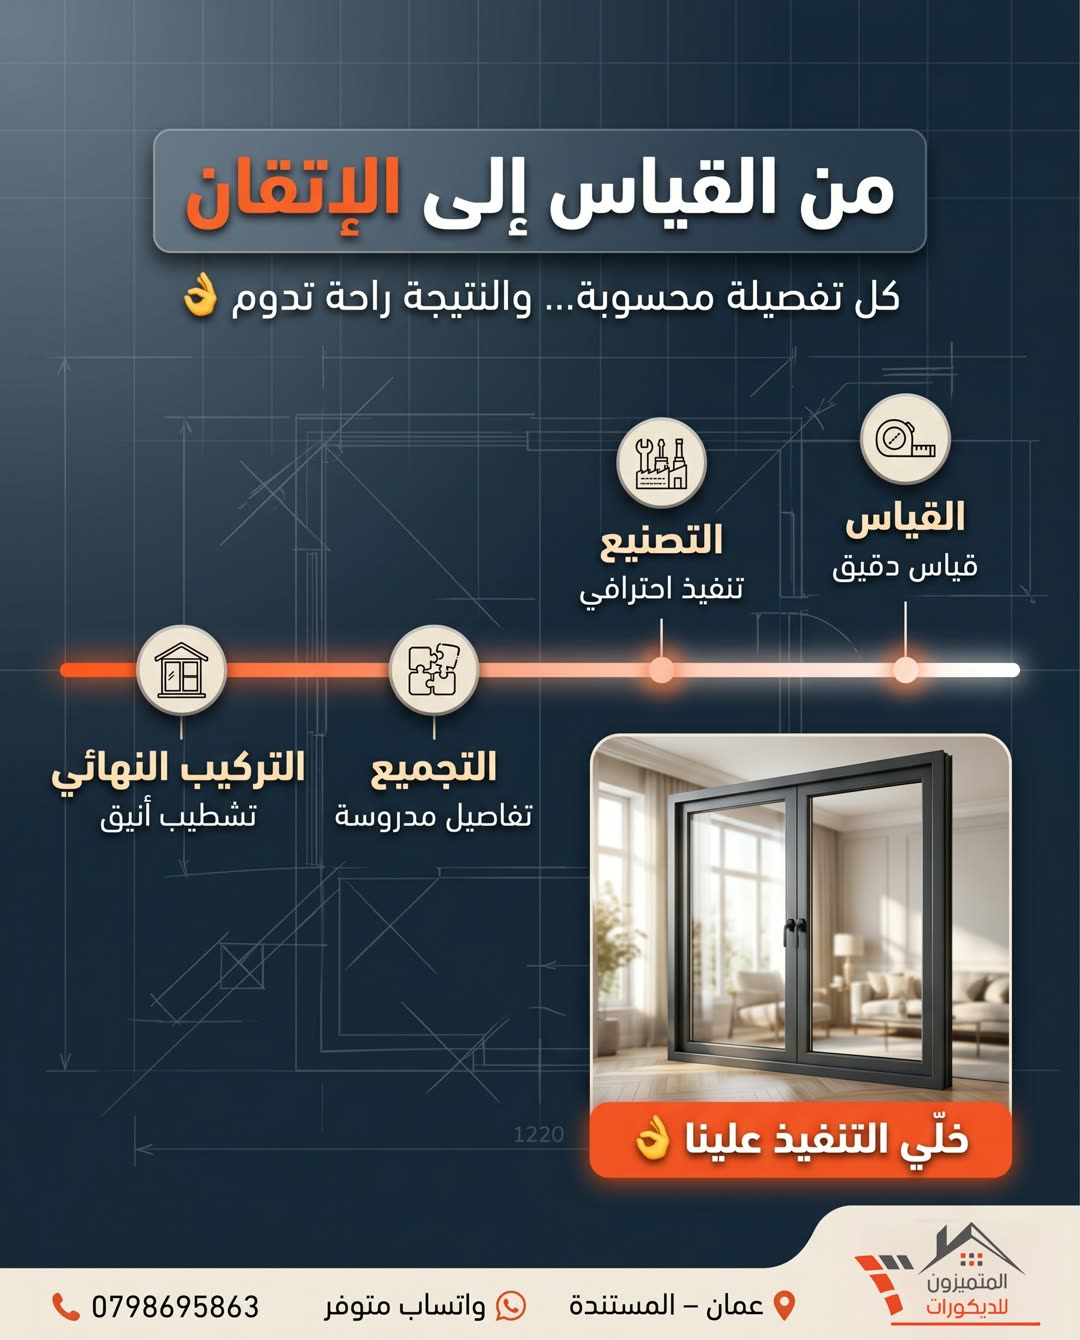 من القياس إلى الإتقان
كل تفصيلة محسوبة... والنتيجة راحة تدوم 👌
القياس
قياس دقيق
التصنيع
تنفيذ احترافي
التجميع
تفاصيل مدروسة
التركيب النهائي
تشطيب أنيق
1220
خلّي التنفيذ علينا 👌
المتميزون
للديكورات
عمان – المستندة
واتساب متوفر
0798695863